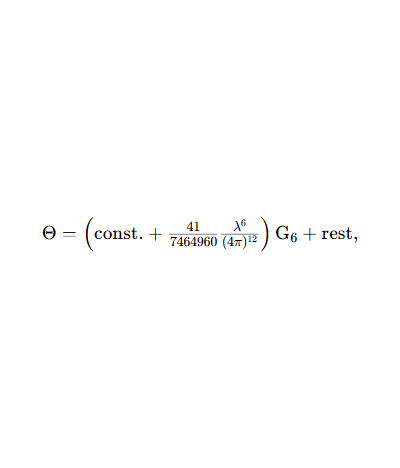 Θ = (const. + 41/7464960 λ⁶/(4π)¹²) G₆ + rest,